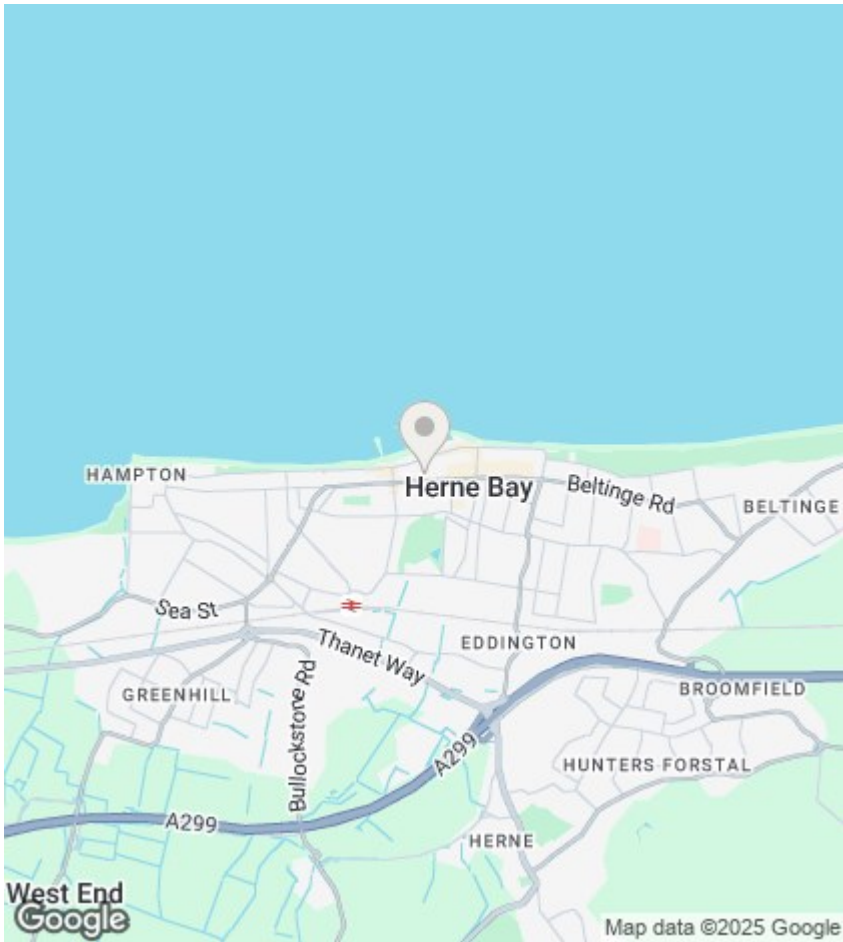 HAMPTON
Herne Bay
Beltinge Rd
BELTINGE
Sea St
Thanet Way
EDDINGTON
GREENHILL
Bullockstone Rd
BROOMFIELD
A299
HUNTERS FORSTAL
A299
HERNE
West End
Google
Map data ©2025 Google